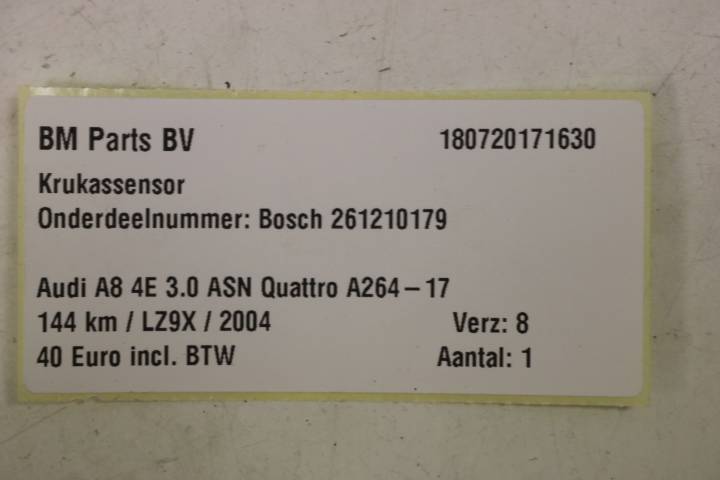 BM Parts BV 180720171630
Krukassensor
Onderdeelnummer: Bosch 261210179
Audi A8 4E 3.0 ASN Quattro A264 – 17
144 km / LZ9X / 2004 Verz: 8
40 Euro incl. BTW Aantal: 1